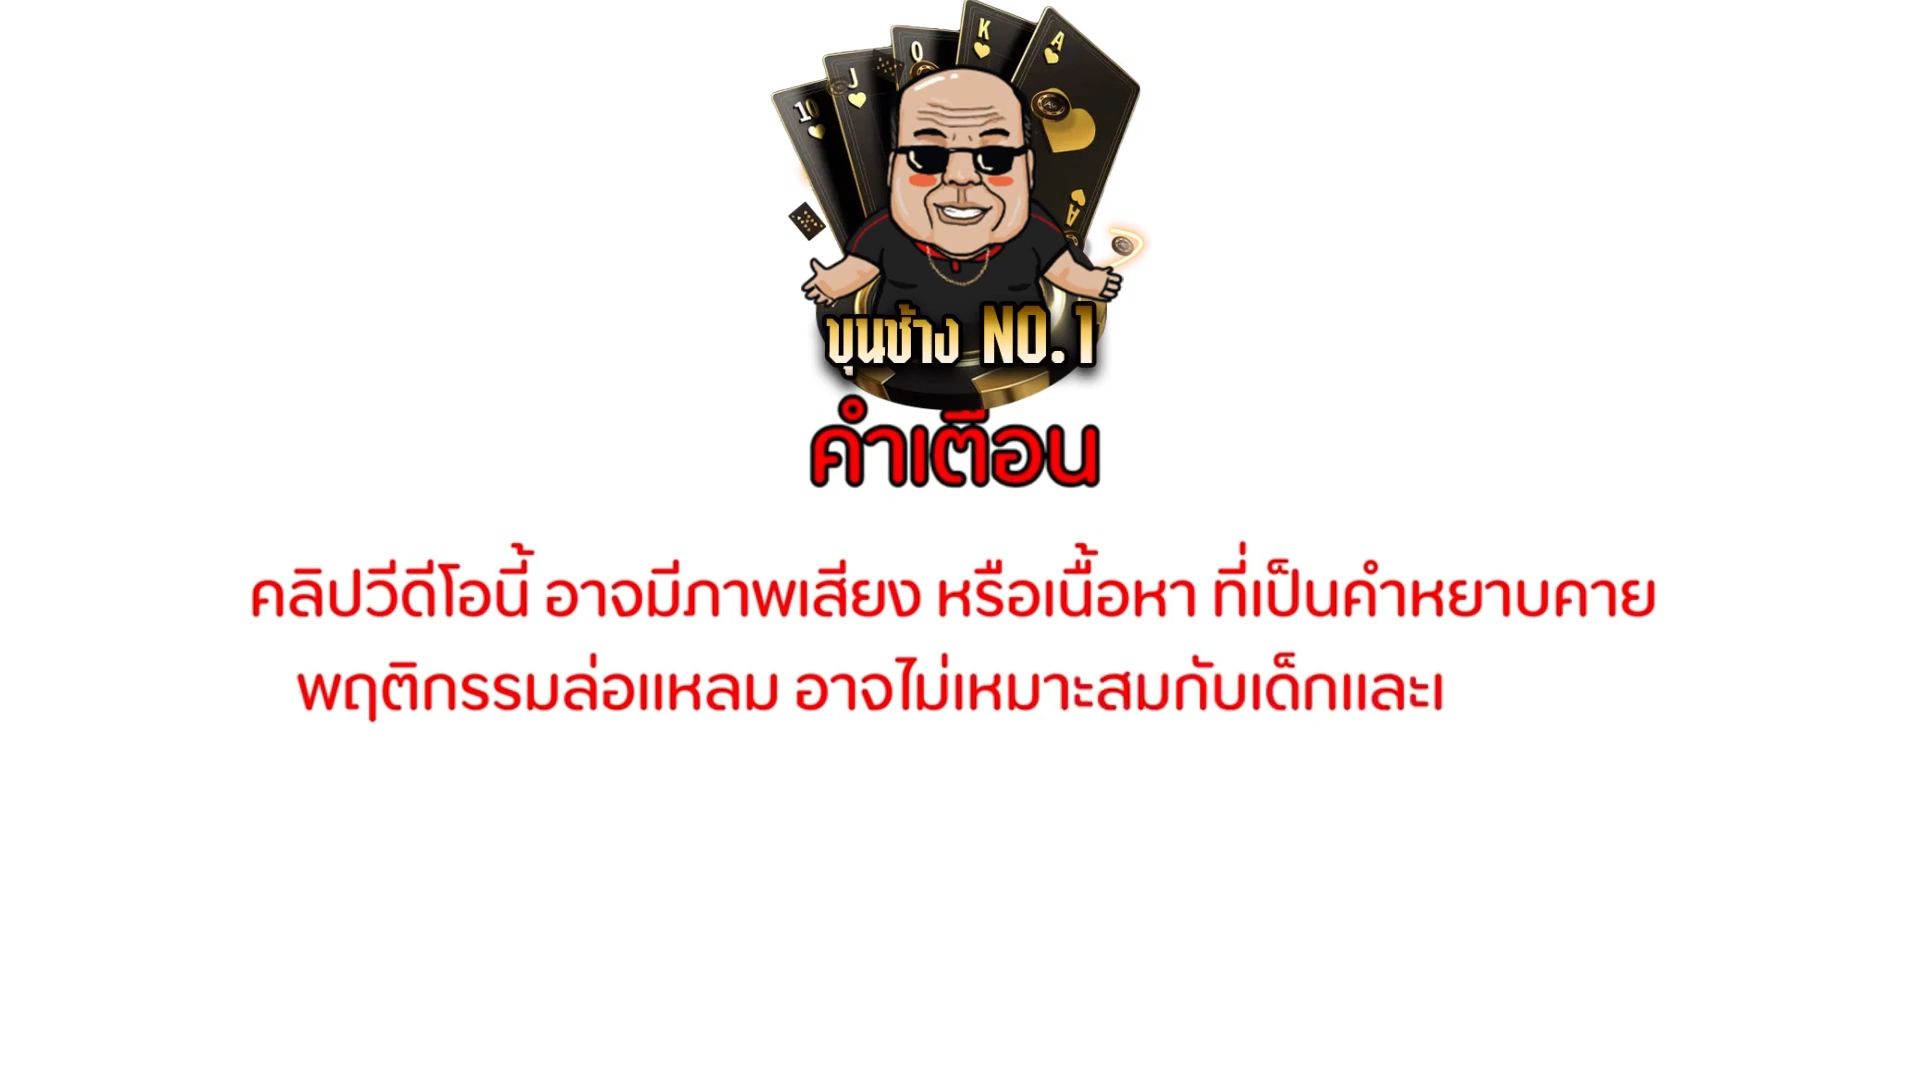 10 J Q K A
A
ขุนช้าง NO.1
คำเตือน
คลิปวีดีโอนี้ อาจมีภาพเสียง หรือเนื้อหา ที่เป็นคำหยาบคาย
พฤติกรรมล่อแหลม อาจไม่เหมาะสมกับเด็กและเ